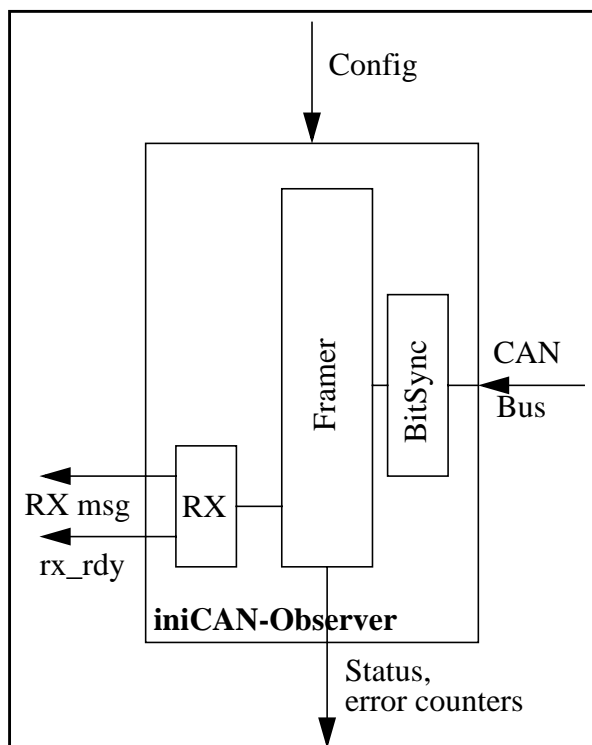 Config
Framer
BitSync
CAN
Bus
RX
RX msg
rx_rdy
iniCAN-Observer
Status,
error counters